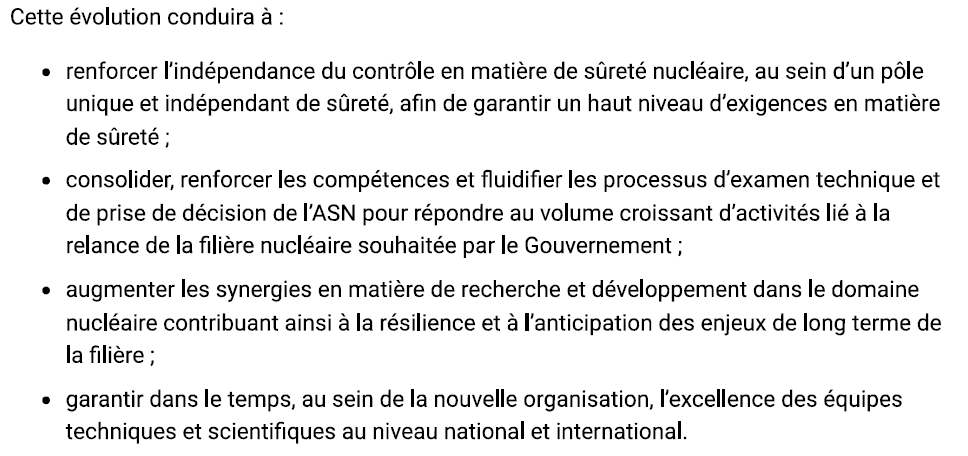 Cette évolution conduira à :
• renforcer l’indépendance du contrôle en matière de sûreté nucléaire, au sein d’un pôle
unique et indépendant de sûreté, afin de garantir un haut niveau d’exigences en matière
de sûreté ;
• consolider, renforcer les compétences et fluidifier les processus d’examen technique et
de prise de décision de l’ASN pour répondre au volume croissant d’activités lié à la
relance de la filière nucléaire souhaitée par le Gouvernement ;
• augmenter les synergies en matière de recherche et développement dans le domaine
nucléaire contribuant ainsi à la résilience et à l’anticipation des enjeux de long terme de
la filière ;
• garantir dans le temps, au sein de la nouvelle organisation, l’excellence des équipes
techniques et scientifiques au niveau national et international.